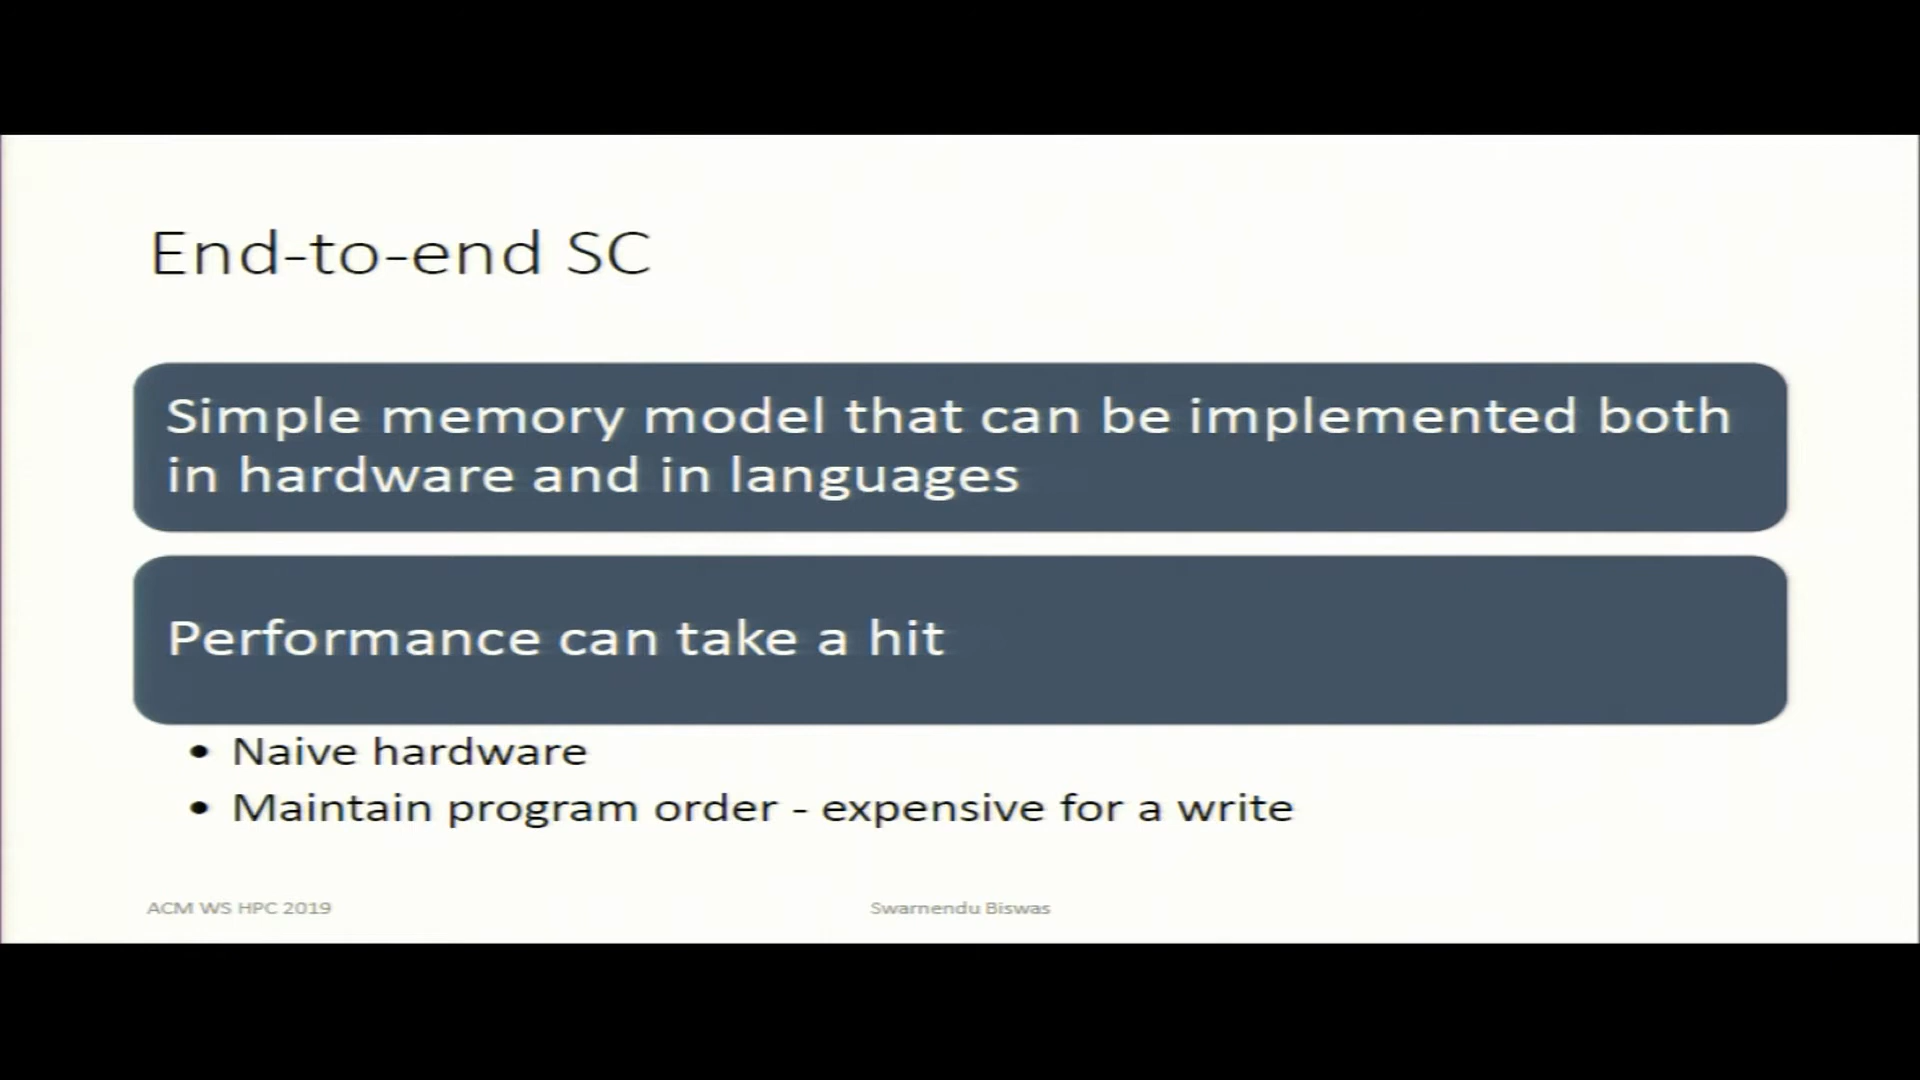 End-to-end SC
Simple memory model that can be implemented both
in hardware and in languages
Performance can take a hit
• Naive hardware
• Maintain program order - expensive for a write
ACM WS HPC 2019
Swarnendu Biswas